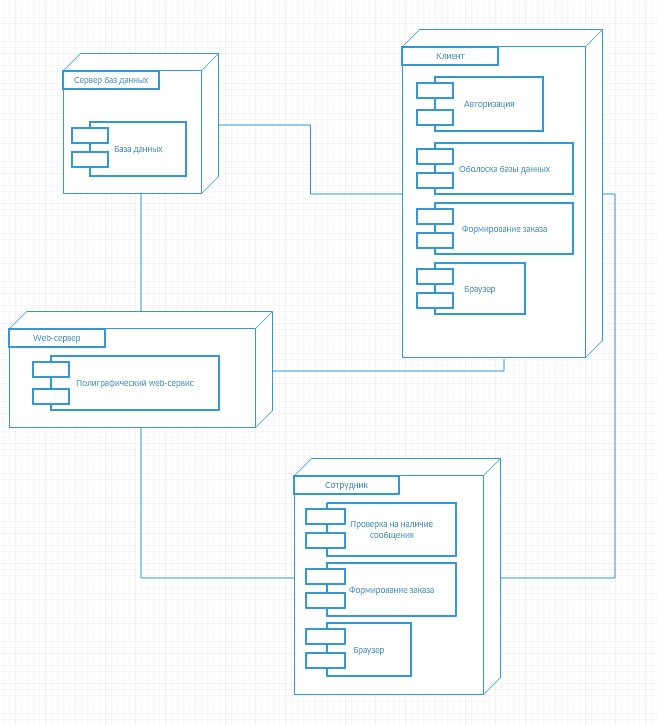 Сервер баз данных
База данных
Клиент
Авторизация
Оболоска базы данных
Формирование заказа
Браузер
Web-сервер
Полиграфический web-сервис
Сотрудник
Проверка на наличие
сообщения
Формирование заказа
Браузер